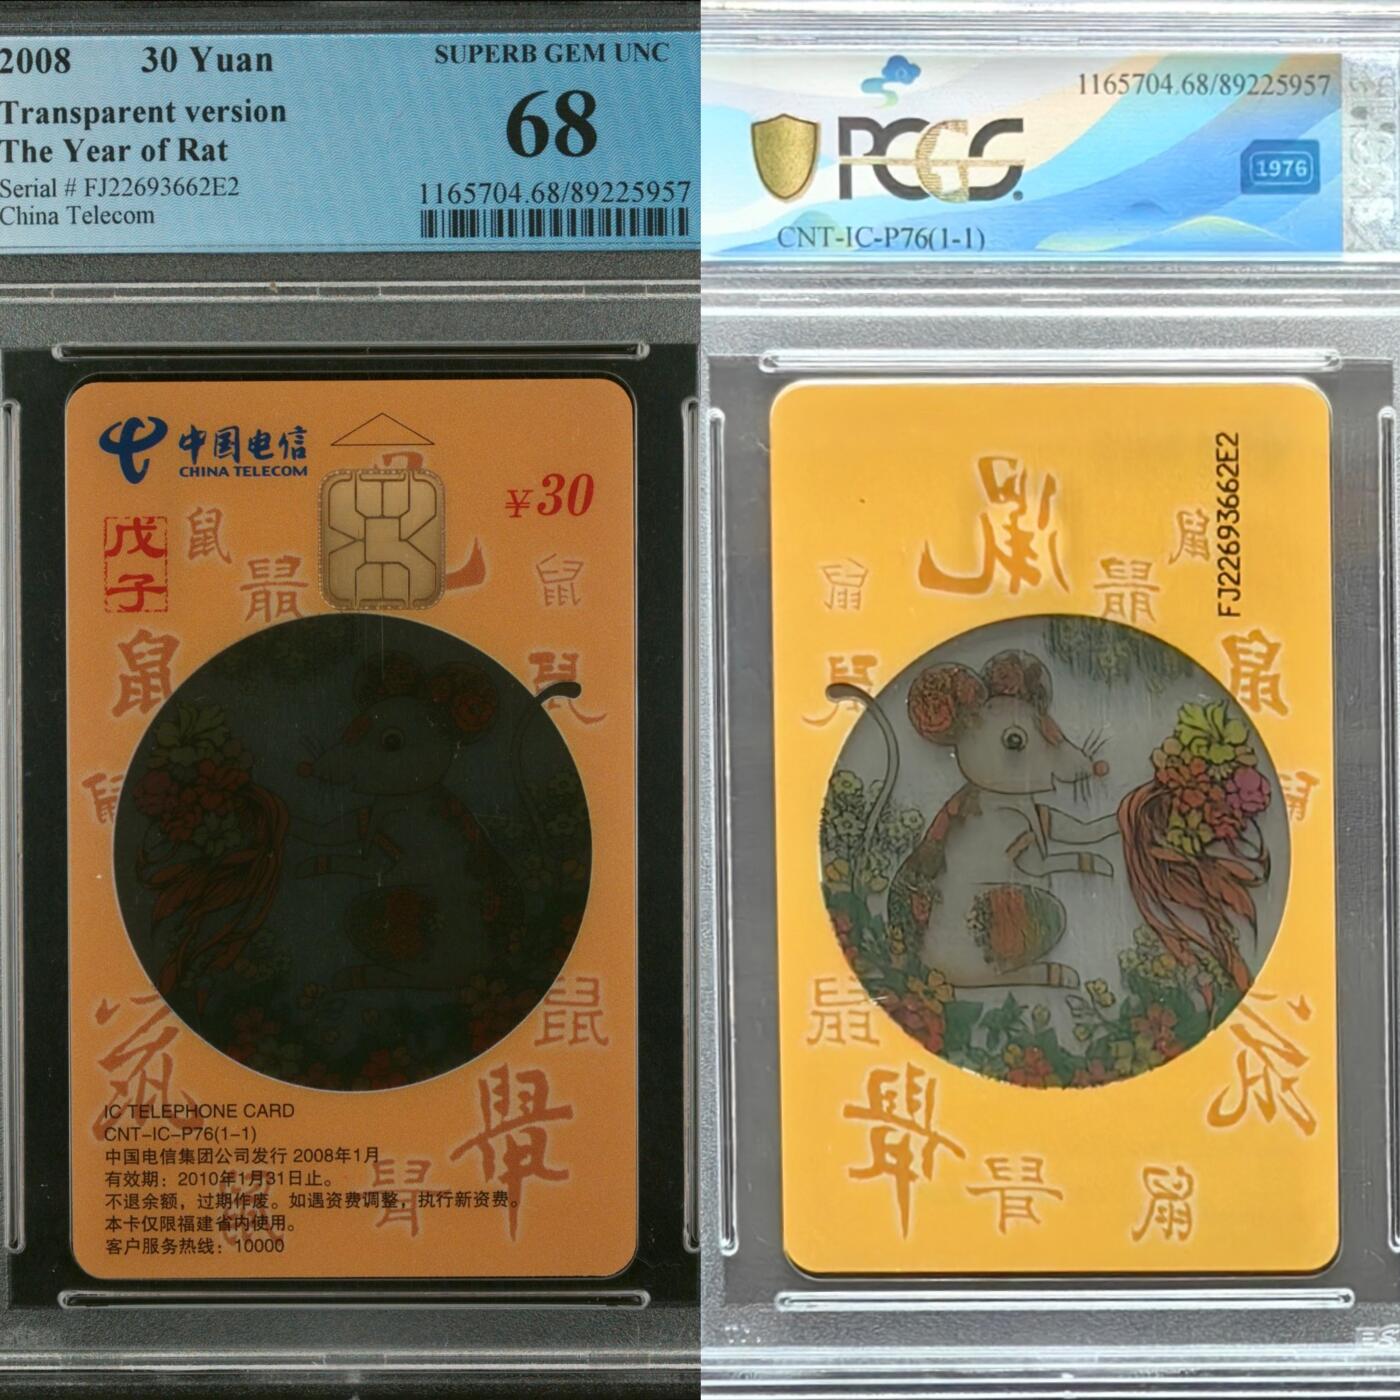 2008 30 Yuan
SUPERB GEM UNC
Transparent version
68
The Year of Rat
Serial # FJ22693662E2
China Telecom
1165704.68/89225957
中国电信
CHINA TELECOM
¥30
戊子
鼠
鼠
鼠
鼠
鼠
IC TELEPHONE CARD
CNT-IC-P76(1-1)
中国电信集团公司发行 2008年1月
有效期：2010年1月31日止。
不退余额，过期作废。如遇资费调整，执行新资费。
本卡仅限福建省内使用。
客户服务热线：10000
1165704.68/89225957
PCGS
1976
CNT-IC-P76(1-1)
FJ22693662E2